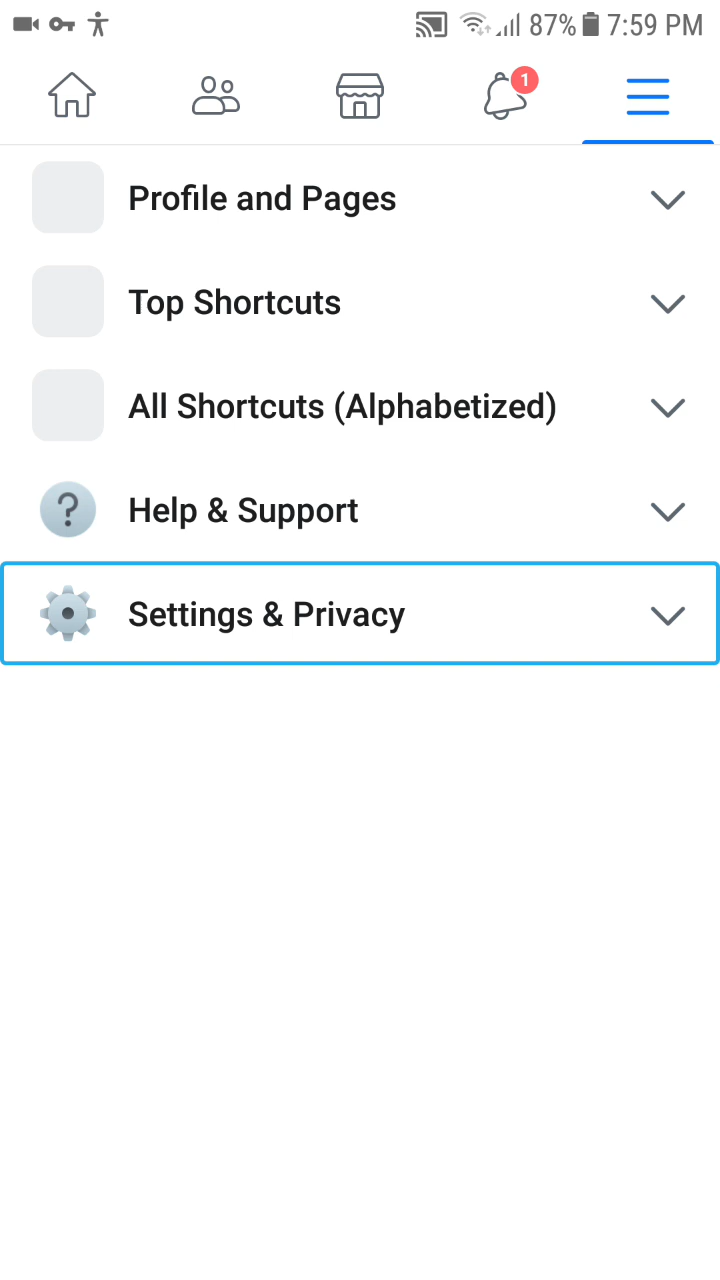 87% 7:59 PM
1
Profile and Pages
Top Shortcuts
All Shortcuts (Alphabetized)
Help & Support
Settings & Privacy